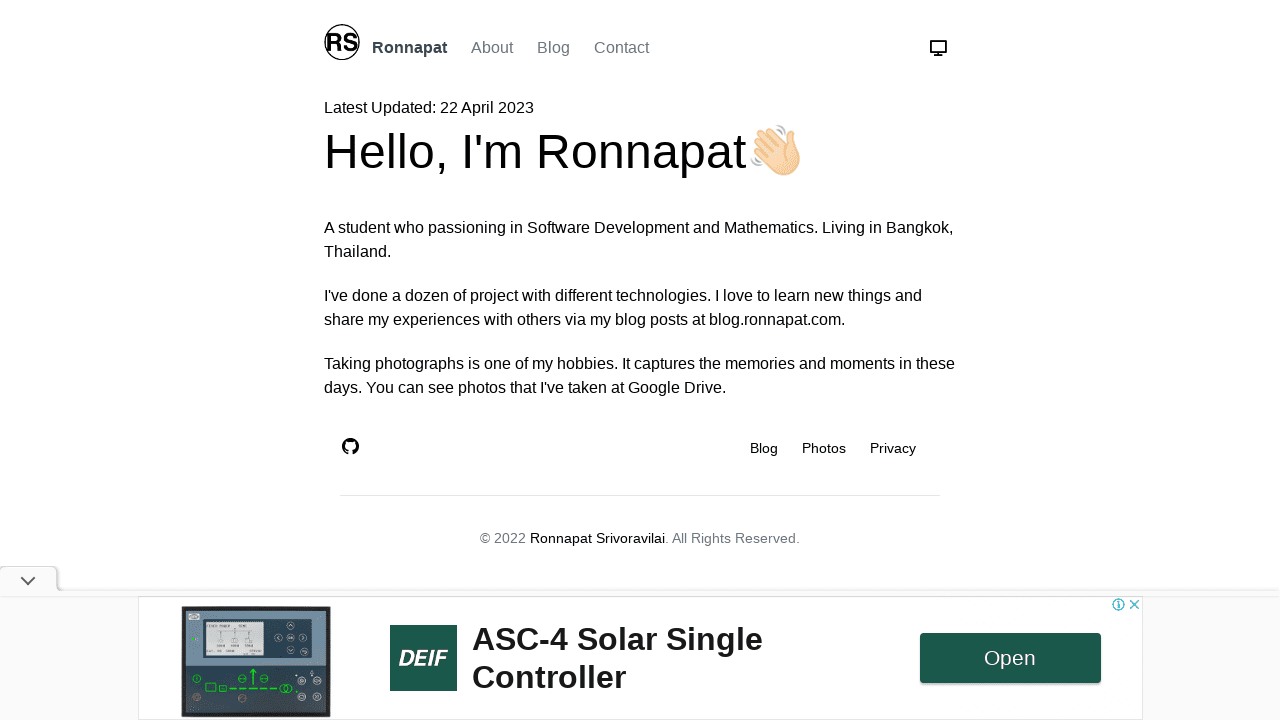 RS Ronnapat About Blog Contact
Latest Updated: 22 April 2023
Hello, I'm Ronnapat
A student who passioning in Software Development and Mathematics. Living in Bangkok,
Thailand.
I've done a dozen of project with different technologies. I love to learn new things and
share my experiences with others via my blog posts at blog.ronnapat.com.
Taking photographs is one of my hobbies. It captures the memories and moments in these
days. You can see photos that I've taken at Google Drive.
Blog Photos Privacy
© 2022 Ronnapat Srivoravilai. All Rights Reserved.
DEIF
ASC-4 Solar Single
Controller
Open